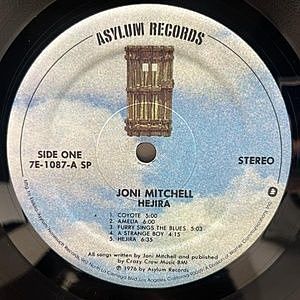 ASYLUM RECORDS
SIDE ONE
7E-1087-A SP
STEREO
JONI MITCHELL
HEJIRA
1. COYOTE 5:00
2. AMELIA 6:00
3. FURRY SINGS THE BLUES 5:03
4. A STRANGE BOY 4:15
5. HEJIRA 6:35
All songs written by Joni Mitchell and published
by Crazy Crow Music BMI
℗ 1976 by Asylum Records